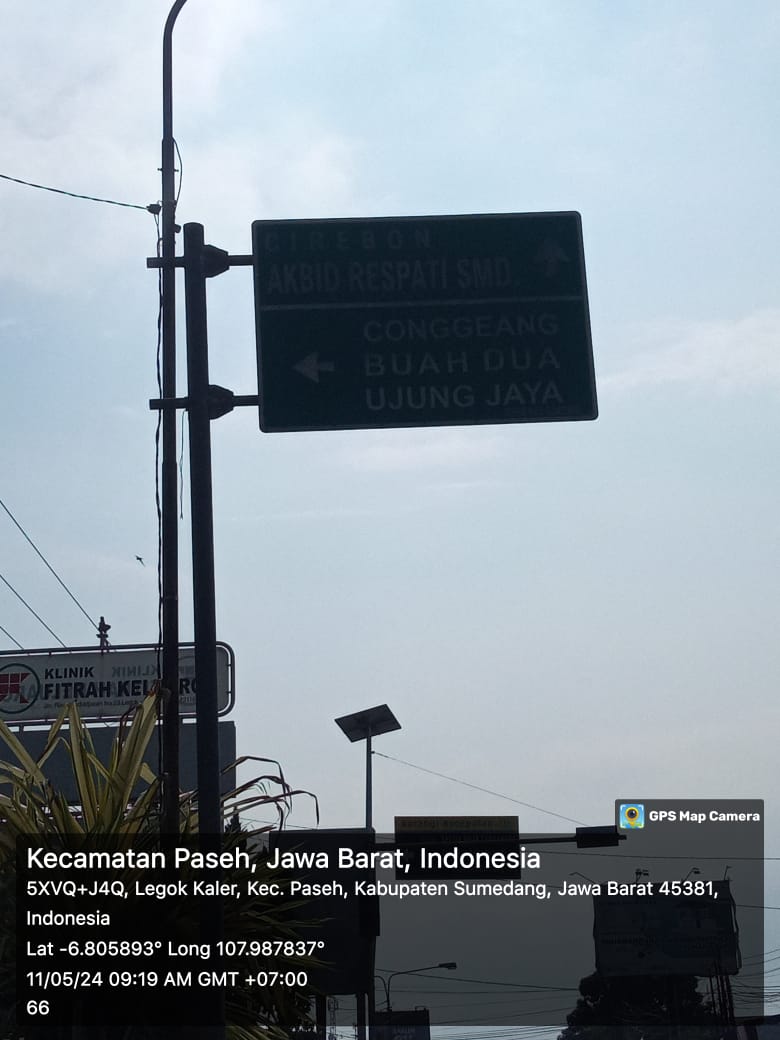 CIREBON
AKBID RESPATI SMD.
CONGGEANG
BUAH DUA
UJUNG JAYA
KLINIK
FITRAH KEL
GPS Map Camera
Kecamatan Paseh, Jawa Barat, Indonesia
5XVQ+J4Q, Legok Kaler, Kec. Paseh, Kabupaten Sumedang, Jawa Barat 45381,
Indonesia
Lat -6.805893° Long 107.987837°
11/05/24 09:19 AM GMT +07:00
66